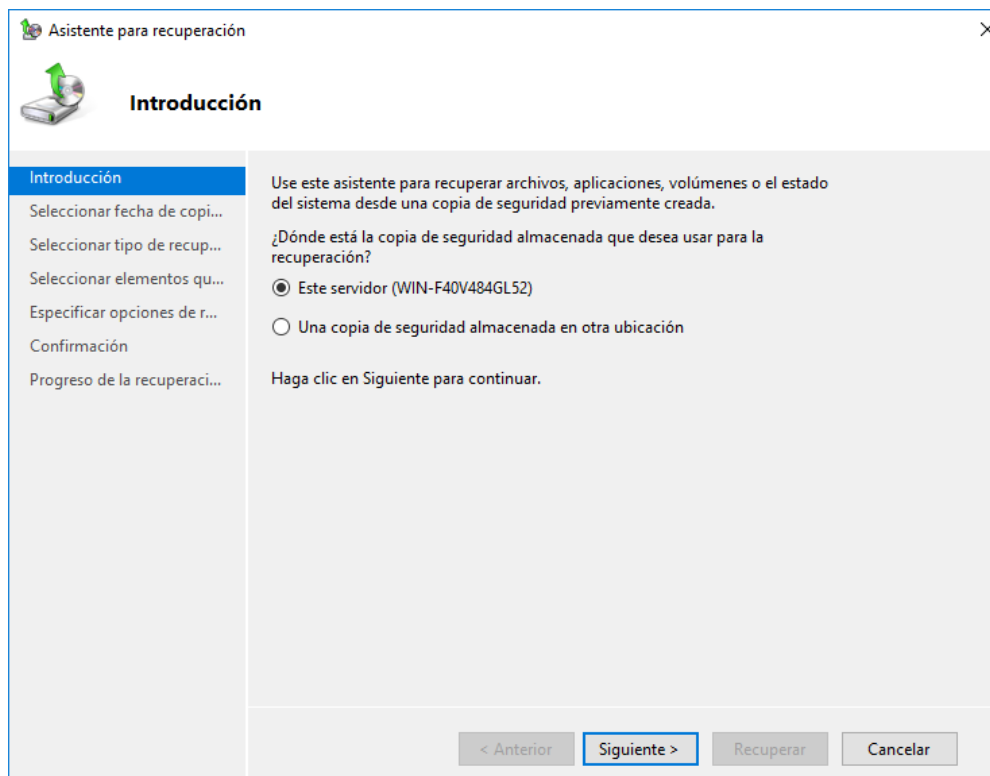 Asistente para recuperación
Introducción
Introducción
Seleccionar fecha de copi...
Seleccionar tipo de recup...
Seleccionar elementos qu...
Especificar opciones de r...
Confirmación
Progreso de la recuperaci...
Use este asistente para recuperar archivos, aplicaciones, volúmenes o el estado
del sistema desde una copia de seguridad previamente creada.
¿Dónde está la copia de seguridad almacenada que desea usar para la
recuperación?
Este servidor (WIN-F40V484GL52)
Una copia de seguridad almacenada en otra ubicación
Haga clic en Siguiente para continuar.
< Anterior
Siguiente >
Recuperar
Cancelar